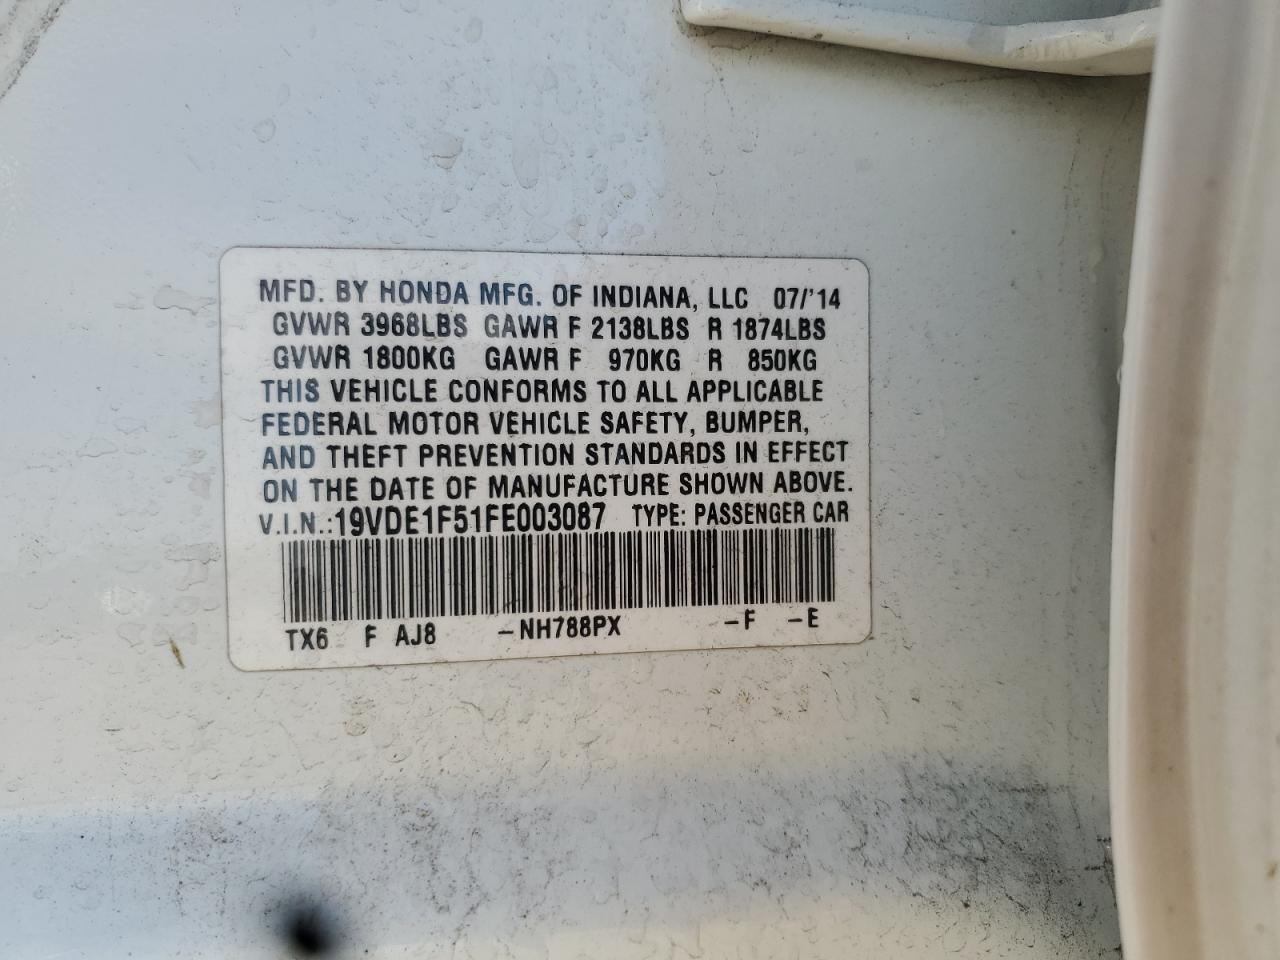 MFD. BY HONDA MFG. OF INDIANA, LLC 07/'14
GVWR 3968LBS GAWR F 2138LBS R 1874LBS
GVWR 1800KG GAWR F 970KG R 850KG
THIS VEHICLE CONFORMS TO ALL APPLICABLE
FEDERAL MOTOR VEHICLE SAFETY, BUMPER,
AND THEFT PREVENTION STANDARDS IN EFFECT
ON THE DATE OF MANUFACTURE SHOWN ABOVE.
V.I.N.:19VDE1F51FE003087 TYPE: PASSENGER CAR
TX6 F AJ8 -NH788PX -F -E